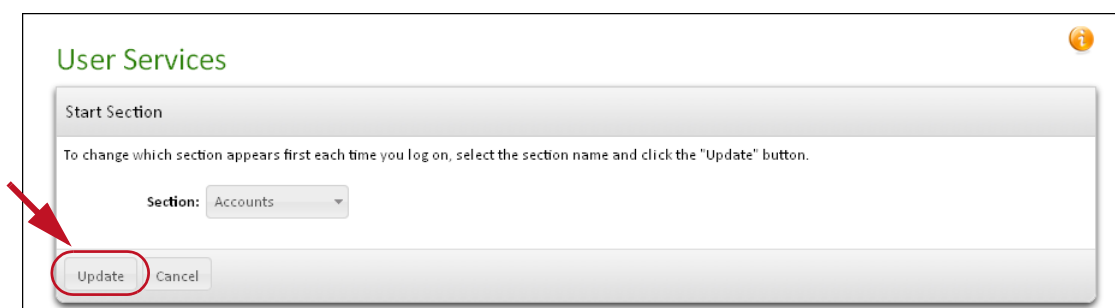 User Services
Start Section
To change which section appears first each time you log on, select the section name and click the "Update" button.
Section: Accounts
Update Cancel